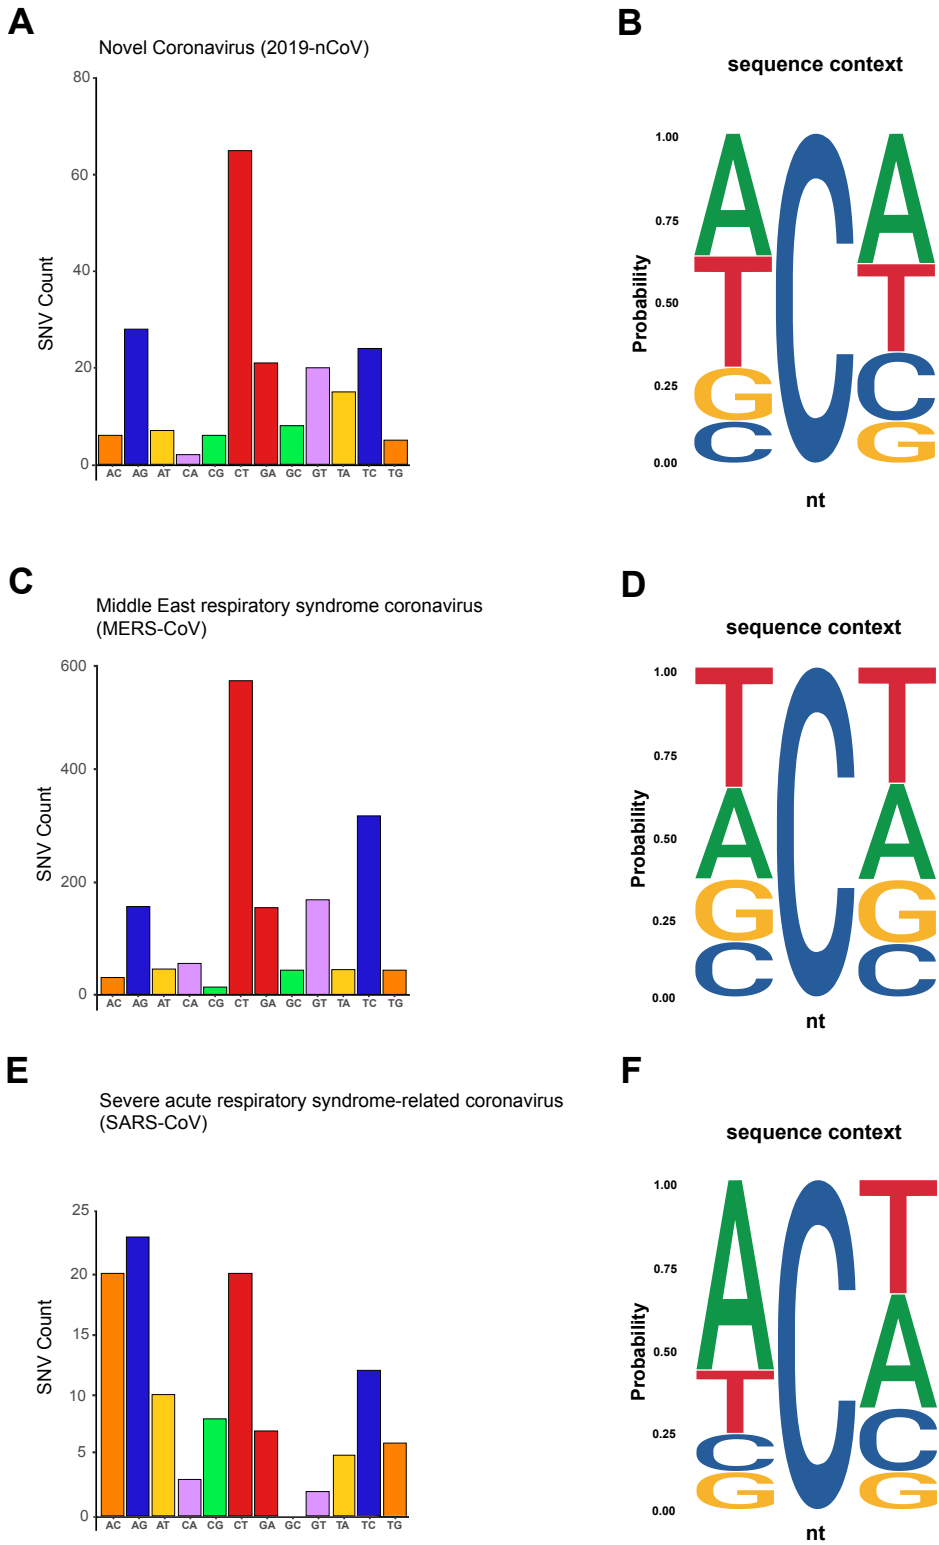 A
Novel Coronavirus (2019-nCoV)
80
60
40
20
0
SNV Count
AC AG AT CA CG CT GA GC GT TA TC TG
B
sequence context
1.00
0.75
0.50
0.25
0.00
Probability
A C A
T T
G C
C G
nt
C
Middle East respiratory syndrome coronavirus
(MERS-CoV)
600
400
200
0
SNV Count
AC AG AT CA CG CT GA GC GT TA TC TG
D
sequence context
1.00
0.75
0.50
0.25
0.00
Probability
T C T
A A
G G
C C
nt
E
Severe acute respiratory syndrome-related coronavirus
(SARS-CoV)
25
20
15
10
5
0
SNV Count
AC AG AT CA CG CT GA GC GT TA TC TG
F
sequence context
1.00
0.75
0.50
0.25
0.00
Probability
A C T
T A
C C
G G
nt